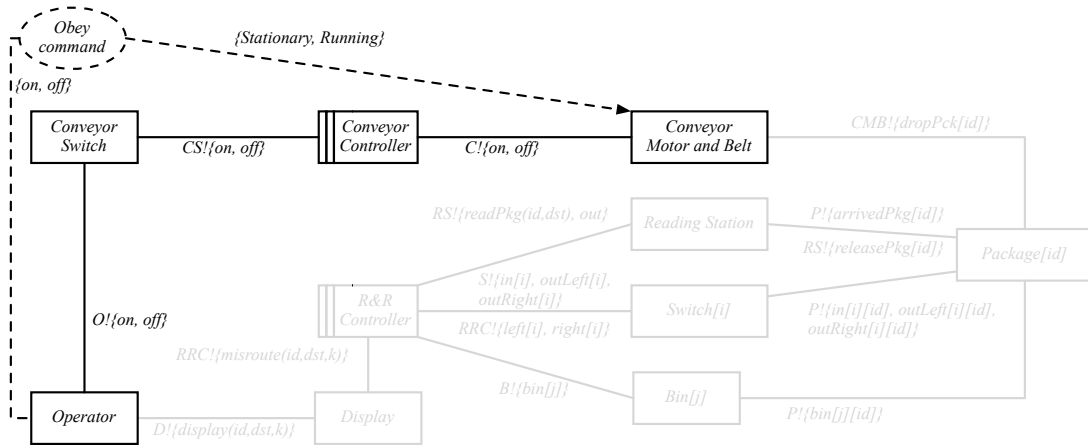 Obey
command
{Stationary, Running}
{on, off}
Conveyor
Switch
CS!{on, off}
Conveyor
Controller
C!{on, off}
Conveyor
Motor and Belt
CMB!{dropPck[id]}
RS!{readPkg(id,dst), out}
Reading Station
P!{arrivedPkg[id]}
RS!{releasePkg[id]}
Package[id]
R&R
Controller
S!{in[i], outLeft[i],
outRight[i]}
RRC!{left[i], right[i]}
Switch[i]
P!{in[i][id], outLeft[i][id],
outRight[i][id]}
O!{on, off}
RRC!{misroute(id,dst,k)}
B!{bin[j]}
Bin[j]
P!{bin[j][id]}
Operator
D!{display(id,dst,k)}
Display